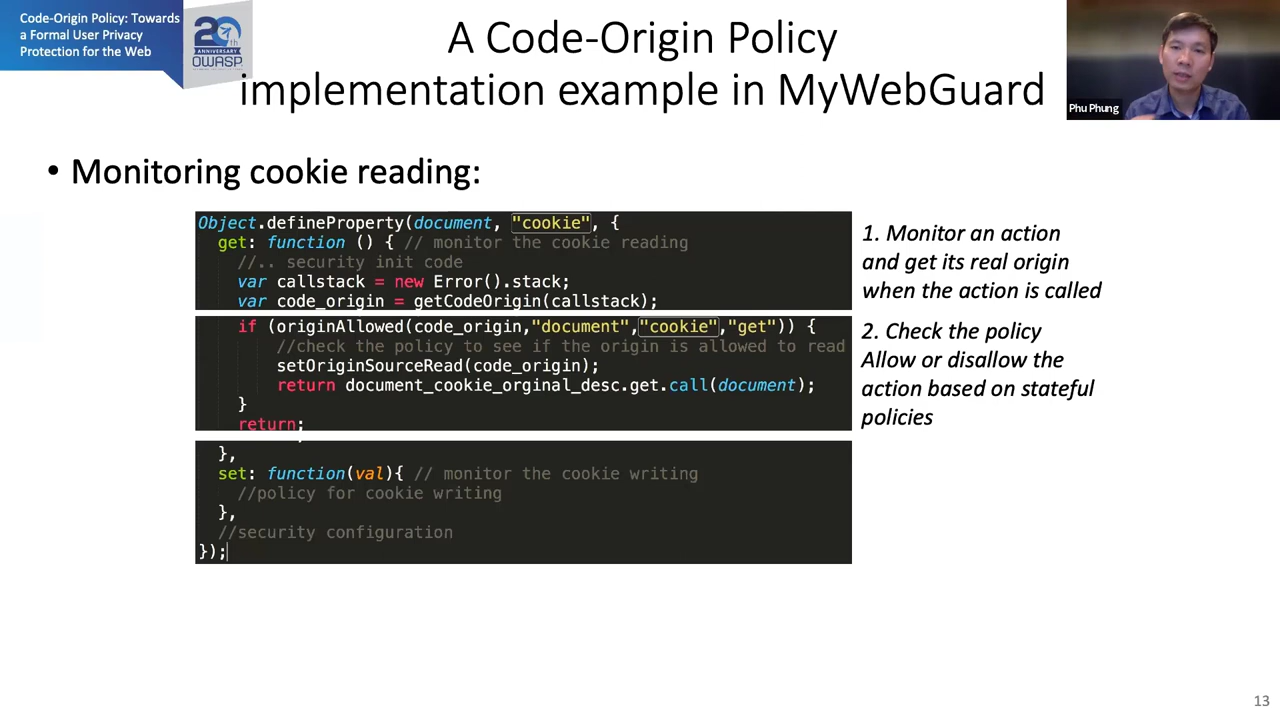 Code-Origin Policy: Towards
a Formal User Privacy
Protection for the Web
20th
ANNIVERSARY
OWASP
A Code-Origin Policy
implementation example in MyWebGuard
Phu Phung
• Monitoring cookie reading:
Object.defineProperty(document, "cookie", {
get: function () { // monitor the cookie reading
//.. security init code
var callstack = new Error().stack;
var code_origin = getCodeOrigin(callstack);
if (originAllowed(code_origin,"document","cookie","get")) {
//check the policy to see if the origin is allowed to read
setOriginSourceRead(code_origin);
return document_cookie_orginal_desc.get.call(document);
}
return;
},
set: function(val){ // monitor the cookie writing
//policy for cookie writing
},
//security configuration
});
1. Monitor an action
and get its real origin
when the action is called
2. Check the policy
Allow or disallow the
action based on stateful
policies
13